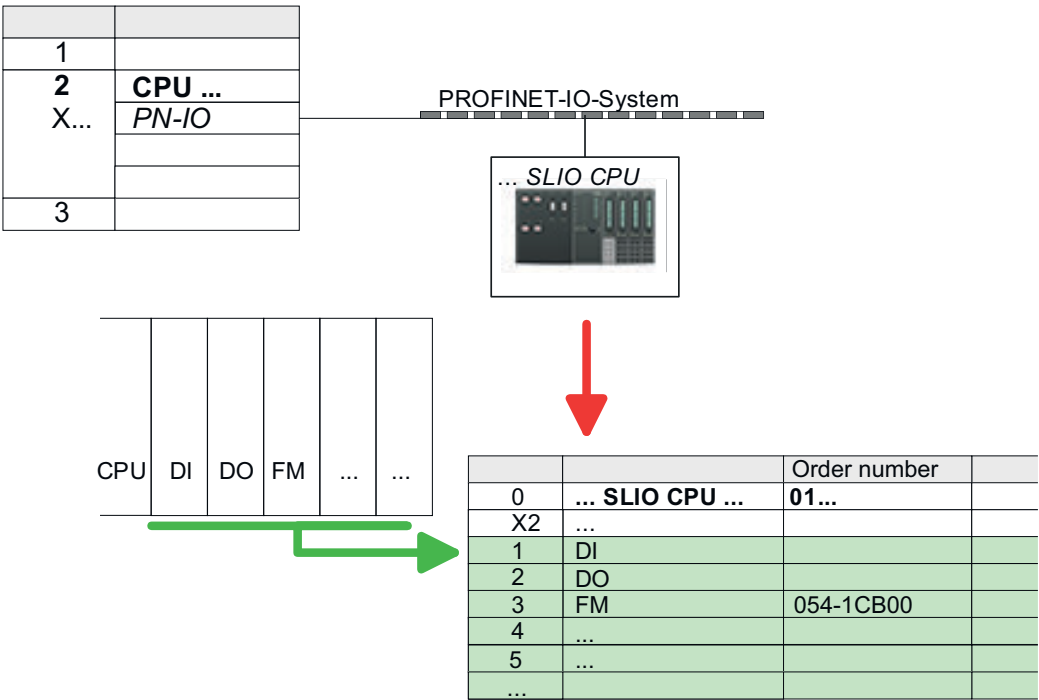 1
2 CPU ...
X... PN-IO
3
PROFINET-IO-System
... SLIO CPU
CPU DI DO FM ... ...
Order number
0 ... SLIO CPU ... 01...
X2 ...
1 DI
2 DO
3 FM 054-1CB00
4 ...
5 ...
...